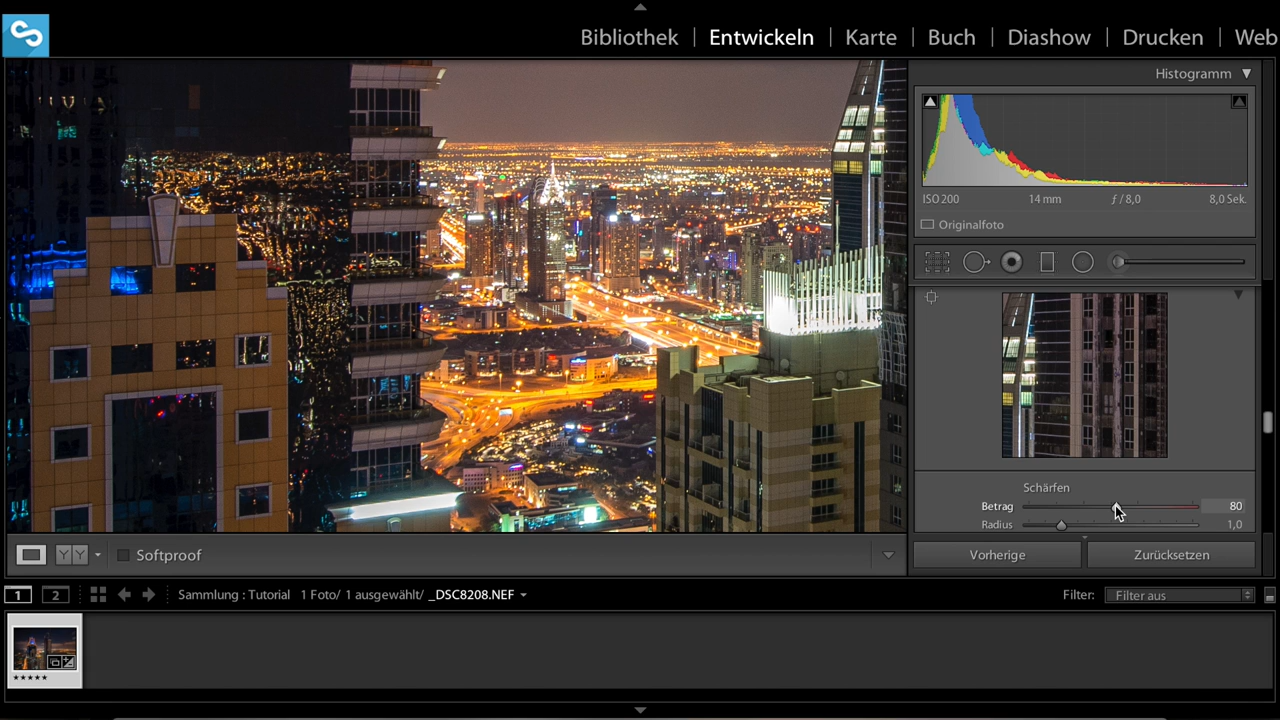 Bibliothek | Entwickeln | Karte | Buch | Diashow | Drucken | Web
Histogramm
ISO 200 14 mm ƒ / 8,0 8,0 Sek.
Originalfoto
Schärfen
Betrag 80
Radius 1,0
YY Softproof
Vorherige Zurücksetzen
1 2 Sammlung : Tutorial 1 Foto/ 1 ausgewählt/ _DSC8208.NEF Filter: Filter aus